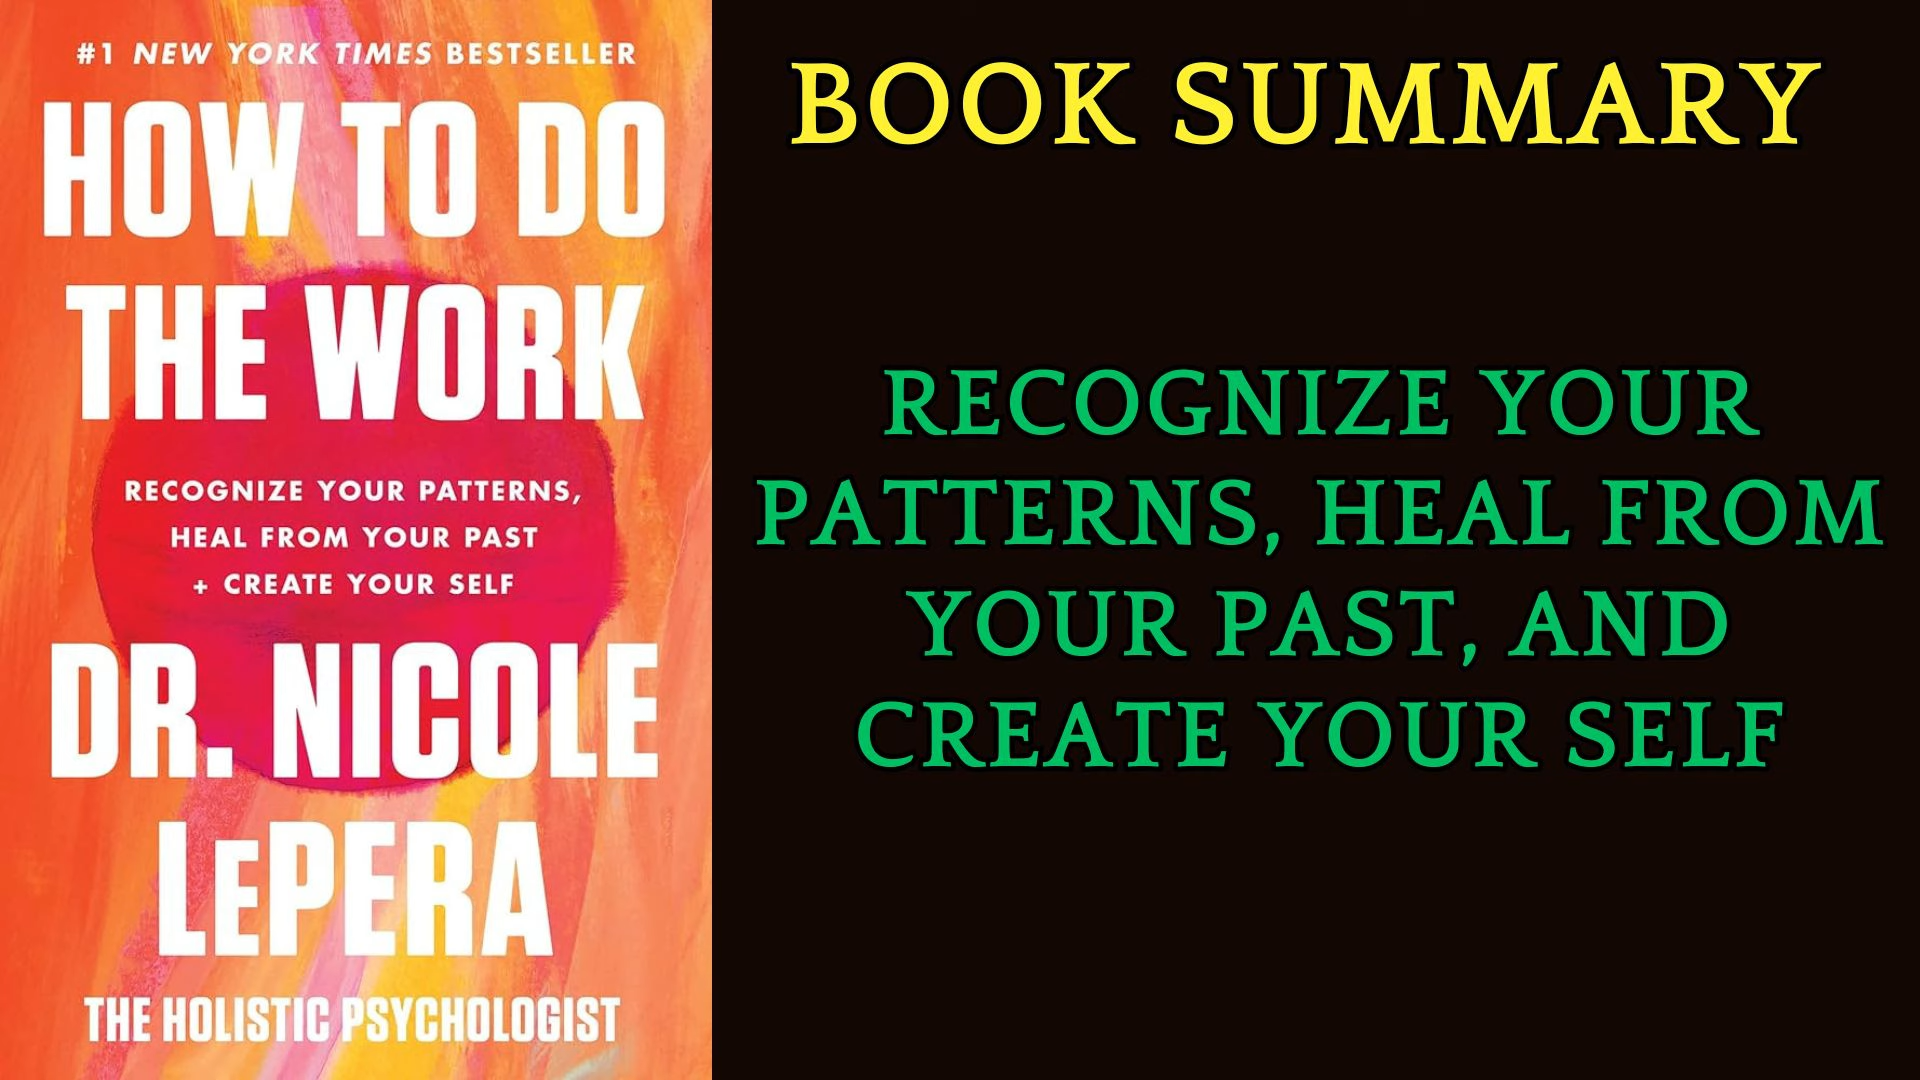 #1 NEW YORK TIMES BESTSELLER
HOW TO DO
THE WORK
RECOGNIZE YOUR PATTERNS,
HEAL FROM YOUR PAST
+ CREATE YOUR SELF
DR. NICOLE
LEPERA
THE HOLISTIC PSYCHOLOGIST
BOOK SUMMARY
RECOGNIZE YOUR
PATTERNS, HEAL FROM
YOUR PAST, AND
CREATE YOUR SELF